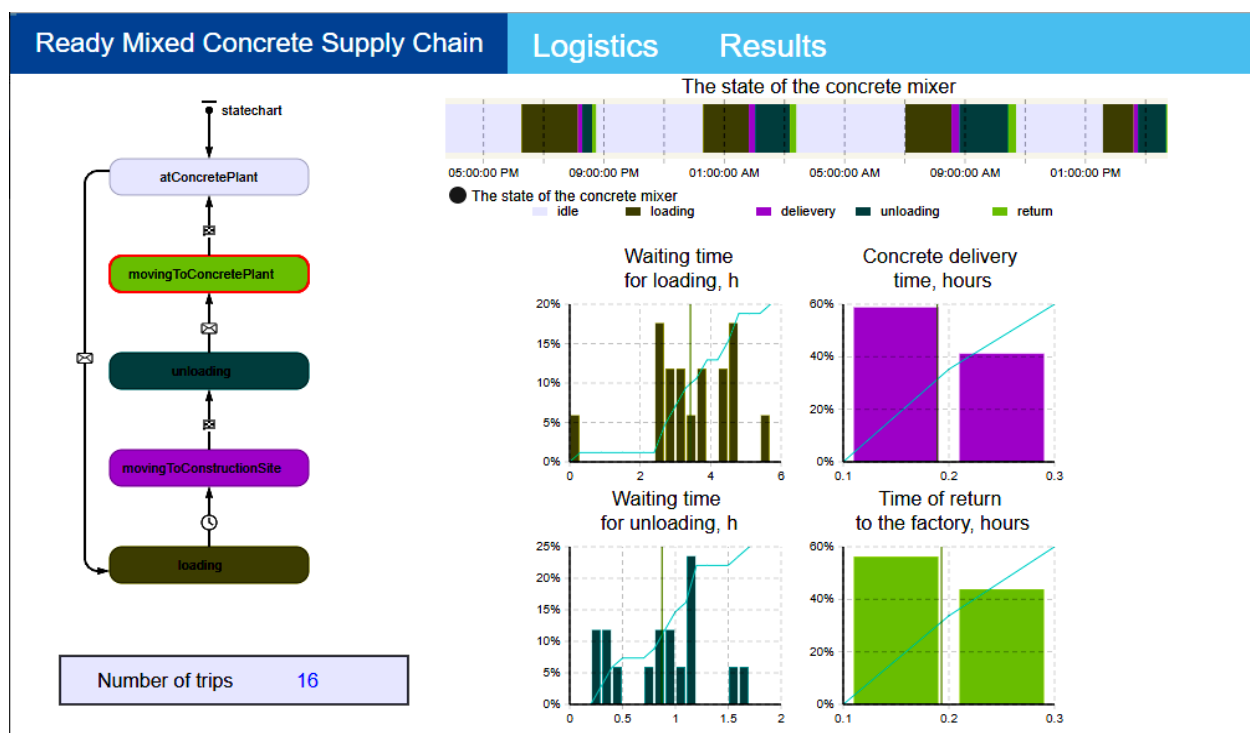 Ready Mixed Concrete Supply Chain
Logistics
Results
statechart
atConcretePlant
movingToConcretePlant
unloading
movingToConstructionSite
loading
Number of trips 16
The state of the concrete mixer
05:00:00 PM 09:00:00 PM 01:00:00 AM 05:00:00 AM 09:00:00 AM 01:00:00 PM
The state of the concrete mixer
idle loading delievery unloading return
Waiting time
for loading, h
20%
15%
10%
5%
0%
0 2 4 6
Concrete delivery
time, hours
60%
40%
20%
0%
0.1 0.2 0.3
Waiting time
for unloading, h
25%
20%
15%
10%
5%
0%
0 0.5 1 1.5 2
Time of return
to the factory, hours
60%
40%
20%
0%
0.1 0.2 0.3